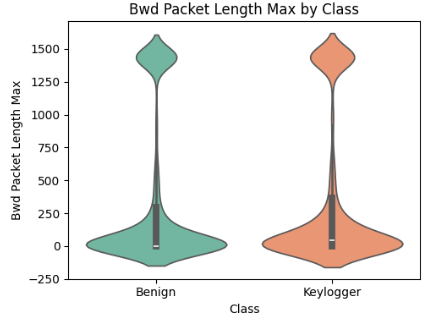 Bwd Packet Length Max by Class
Bwd Packet Length Max
1500
1250
1000
750
500
250
0
−250
Benign
Keylogger
Class